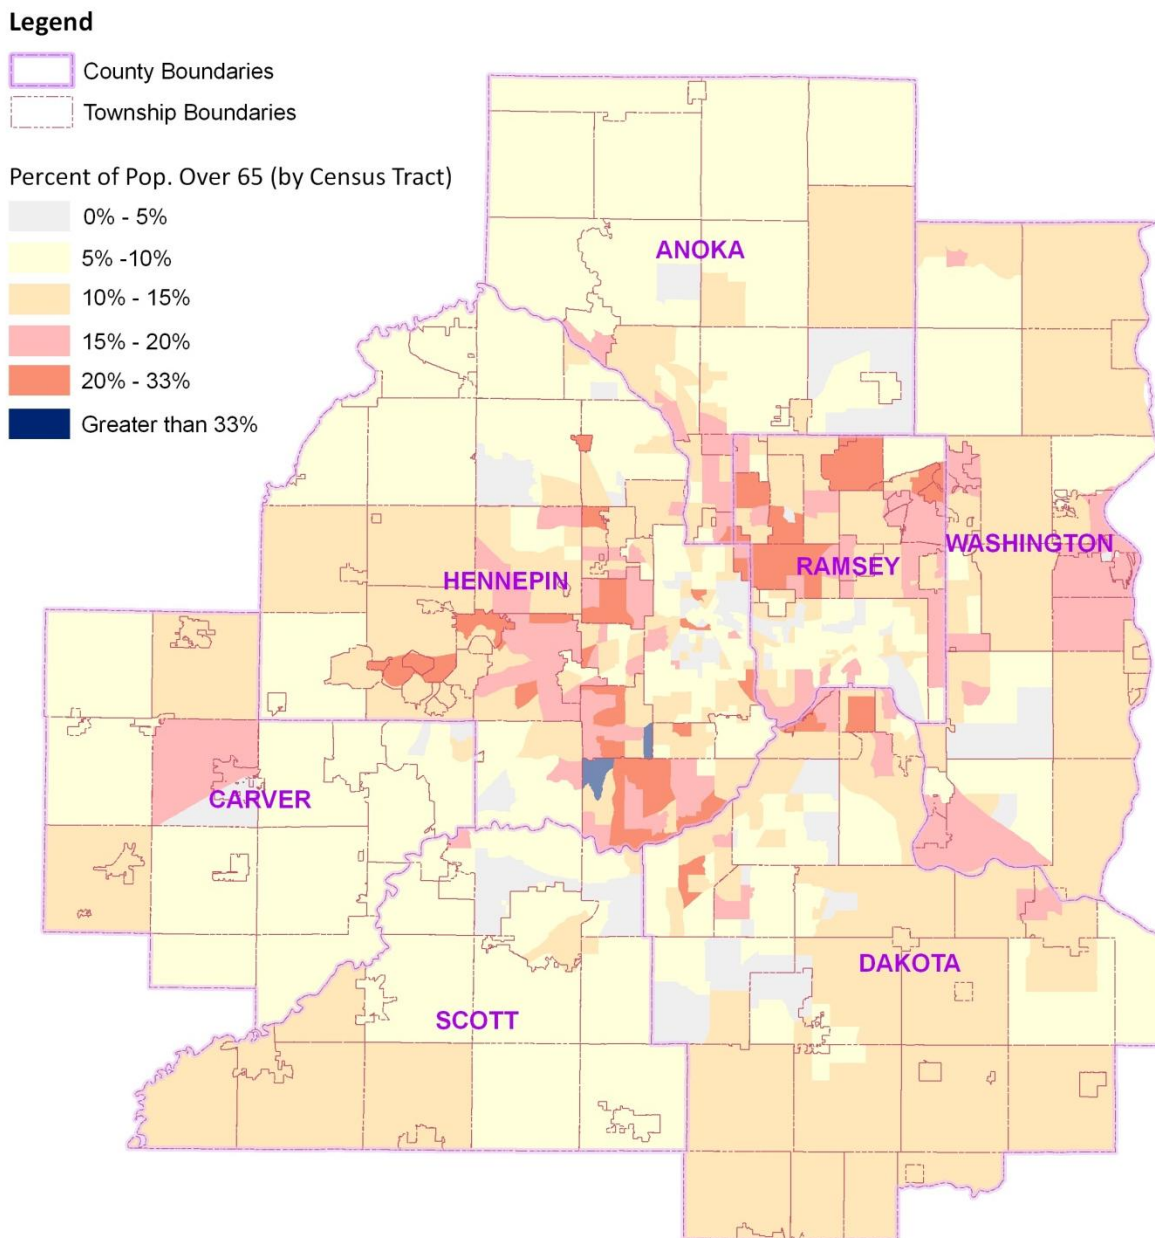 Legend
County Boundaries
Township Boundaries
Percent of Pop. Over 65 (by Census Tract)
0% - 5%
5% -10%
10% - 15%
15% - 20%
20% - 33%
Greater than 33%
ANOKA
WASHINGTON
RAMSEY
HENNEPIN
CARVER
DAKOTA
SCOTT